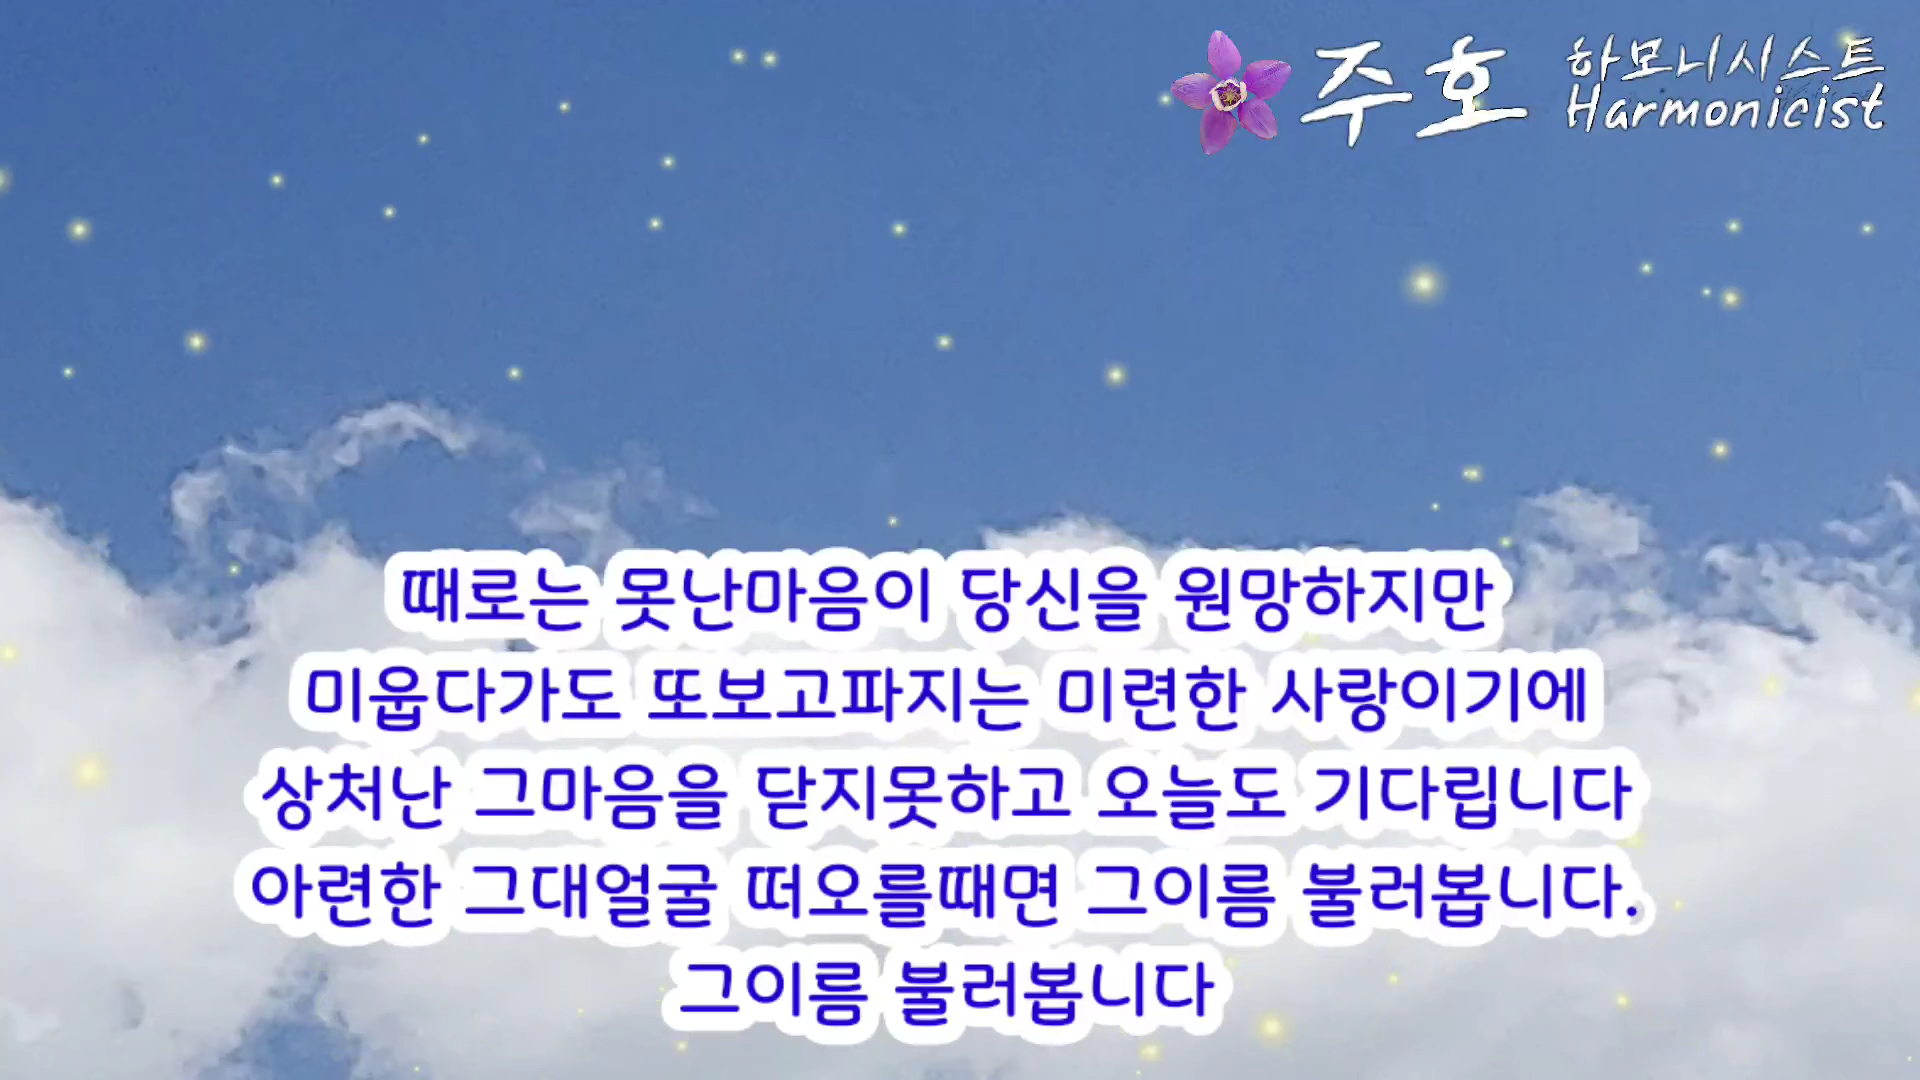 주호 하모니시스트
Harmonicist
때로는 못난마음이 당신을 원망하지만
미웁다가도 또보고파지는 미련한 사랑이기에
상처난 그마음을 닫지못하고 오늘도 기다립니다
아련한 그대얼굴 떠오를때면 그이름 불러봅니다.
그이름 불러봅니다